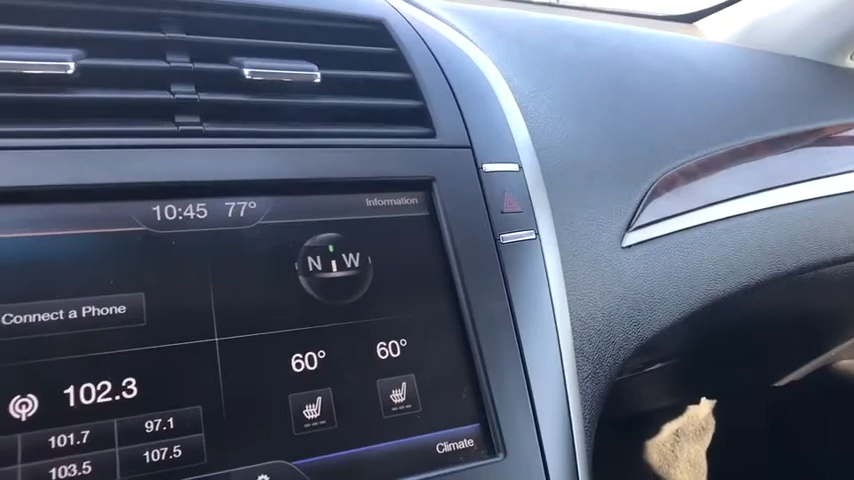 10:45 77°
Information
N W
Connect a Phone
60° 60°
102.3
101.7 97.1
103.5 107.5
Climate